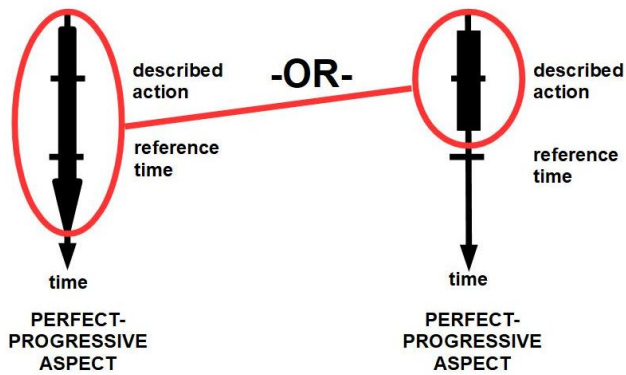 described
action
reference
time
time
PERFECT-
PROGRESSIVE
ASPECT
-OR-
described
action
reference
time
time
PERFECT-
PROGRESSIVE
ASPECT